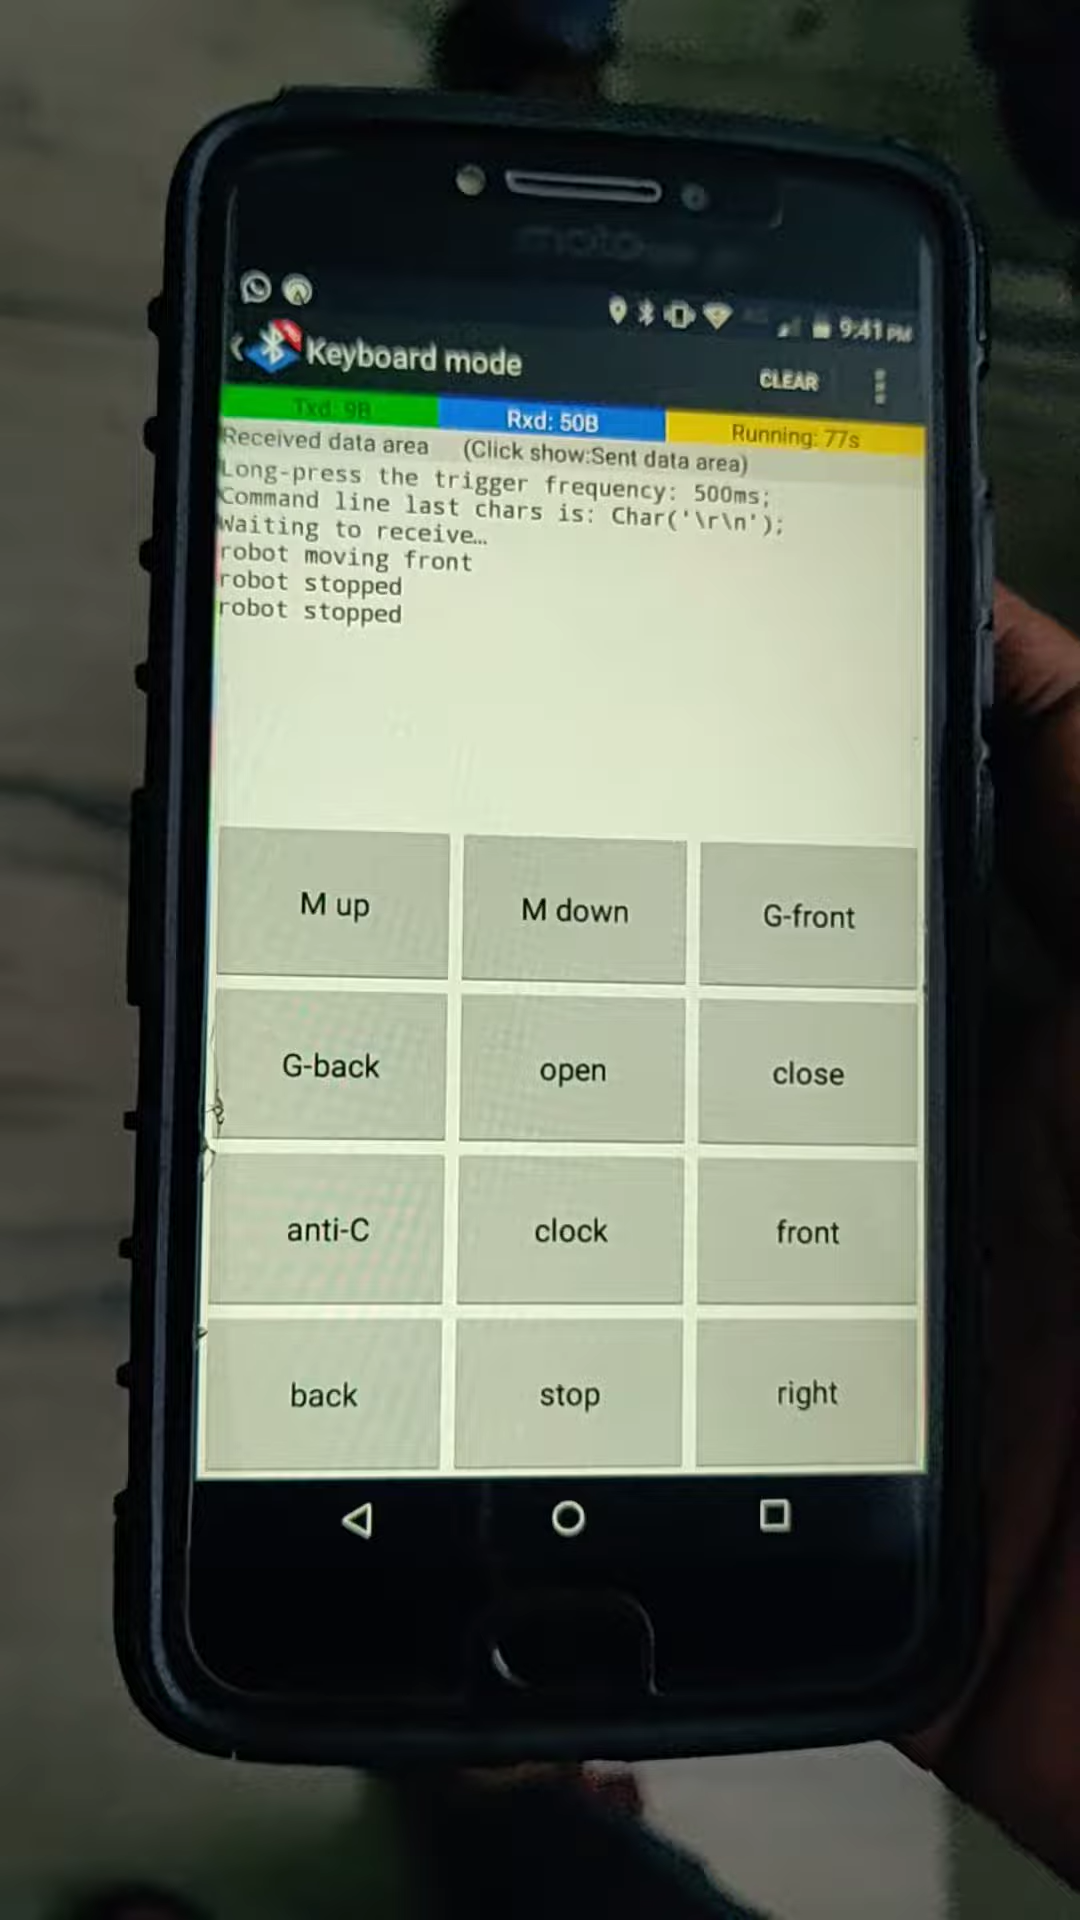 moto
9:41 PM
Keyboard mode
CLEAR
Txd: 9B
Rxd: 50B
Running: 77s
Received data area (Click show:Sent data area)
Long-press the trigger frequency: 500ms;
Command line last chars is: Char('\r\n');
Waiting to receive…
robot moving front
robot stopped
robot stopped
M up
M down
G-front
G-back
open
close
anti-C
clock
front
back
stop
right